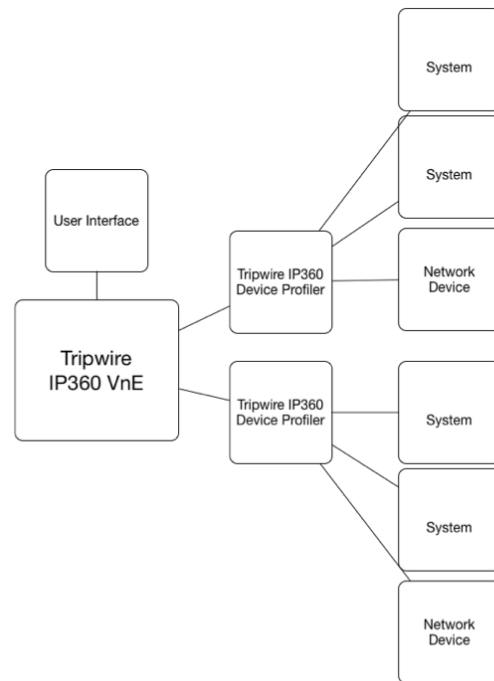 System
System
User Interface
Tripwire IP360
Device Profiler
Network
Device
Tripwire
IP360 VnE
Tripwire IP360
Device Profiler
System
System
Network
Device